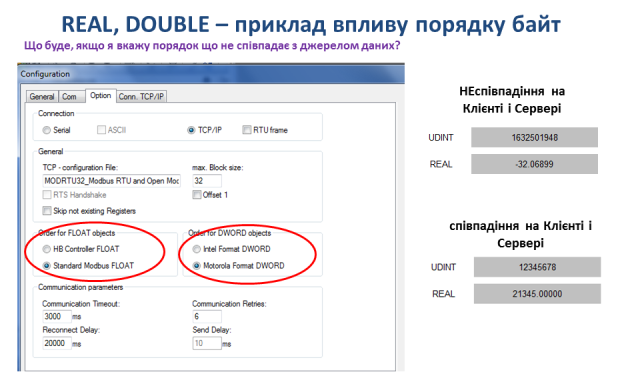 REAL, DOUBLE – приклад впливу порядку байт
Що буде, якщо я вкажу порядок що не співпадає з джерелом даних?
Configuration
General Com Option Conn. TCP/IP
Connection
Serial ASCII TCP/IP RTU frame
General
TCP - configuration File: max. Block size:
MODRTU32_Modbus RTU and Open Moc 32
RTS Handshake Offset 1
Skip not existing Registers
Order for FLOAT objects Order for DWORD objects
HB Controller FLOAT Intel Format DWORD
Standard Modbus FLOAT Motorola Format DWORD
Communication parameters
Communication Timeout: Communication Retries:
3000 ms 6
Reconnect Delay: Send Delay:
20000 ms 10 ms
НЕспівпадіння на
Клієнті і Сервері
UDINT 1632501948
REAL -32.06899
співпадіння на Клієнті і
Сервері
UDINT 12345678
REAL 21345.00000